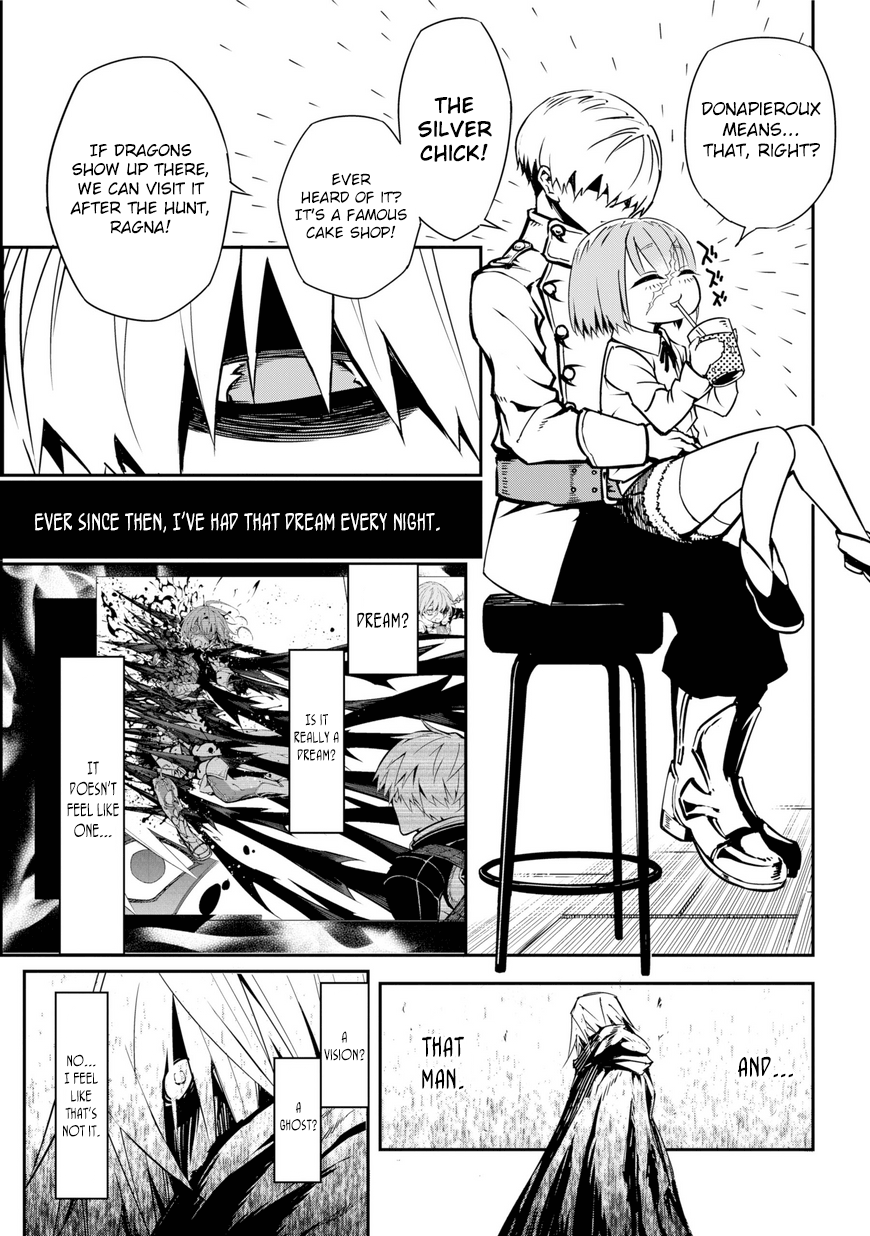 DONAPIEROUX
MEANS...
THAT, RIGHT?
THE
SILVER
CHICK!
EVER
HEARD OF IT?
IT'S A FAMOUS
CAKE SHOP!
IF DRAGONS
SHOW UP THERE,
WE CAN VISIT IT
AFTER THE HUNT,
RAGNA!
ズズズ
EVER SINCE THEN, I'VE HAD THAT DREAM EVERY NIGHT.
DREAM?
IS IT
REALLY A
DREAM?
IT
DOESN'T
FEEL LIKE
ONE...
AND...
THAT
MAN.
A
VISION?
A
GHOST?
NO...
I FEEL
LIKE
THAT'S
NOT IT.